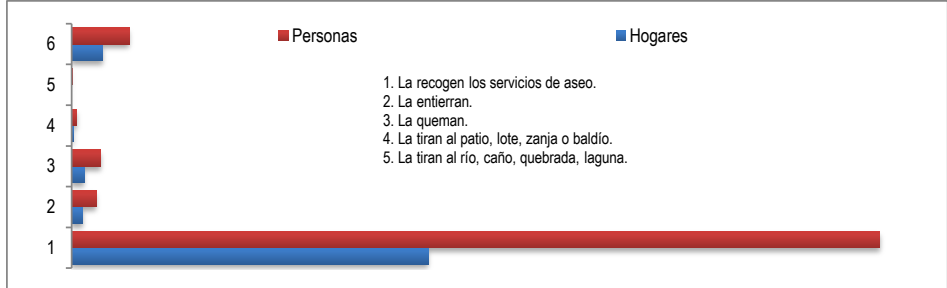 Personas
Hogares
1. La recogen los servicios de aseo.
2. La entierran.
3. La queman.
4. La tiran al patio, lote, zanja o baldío.
5. La tiran al río, caño, quebrada, laguna.
6
5
4
3
2
1